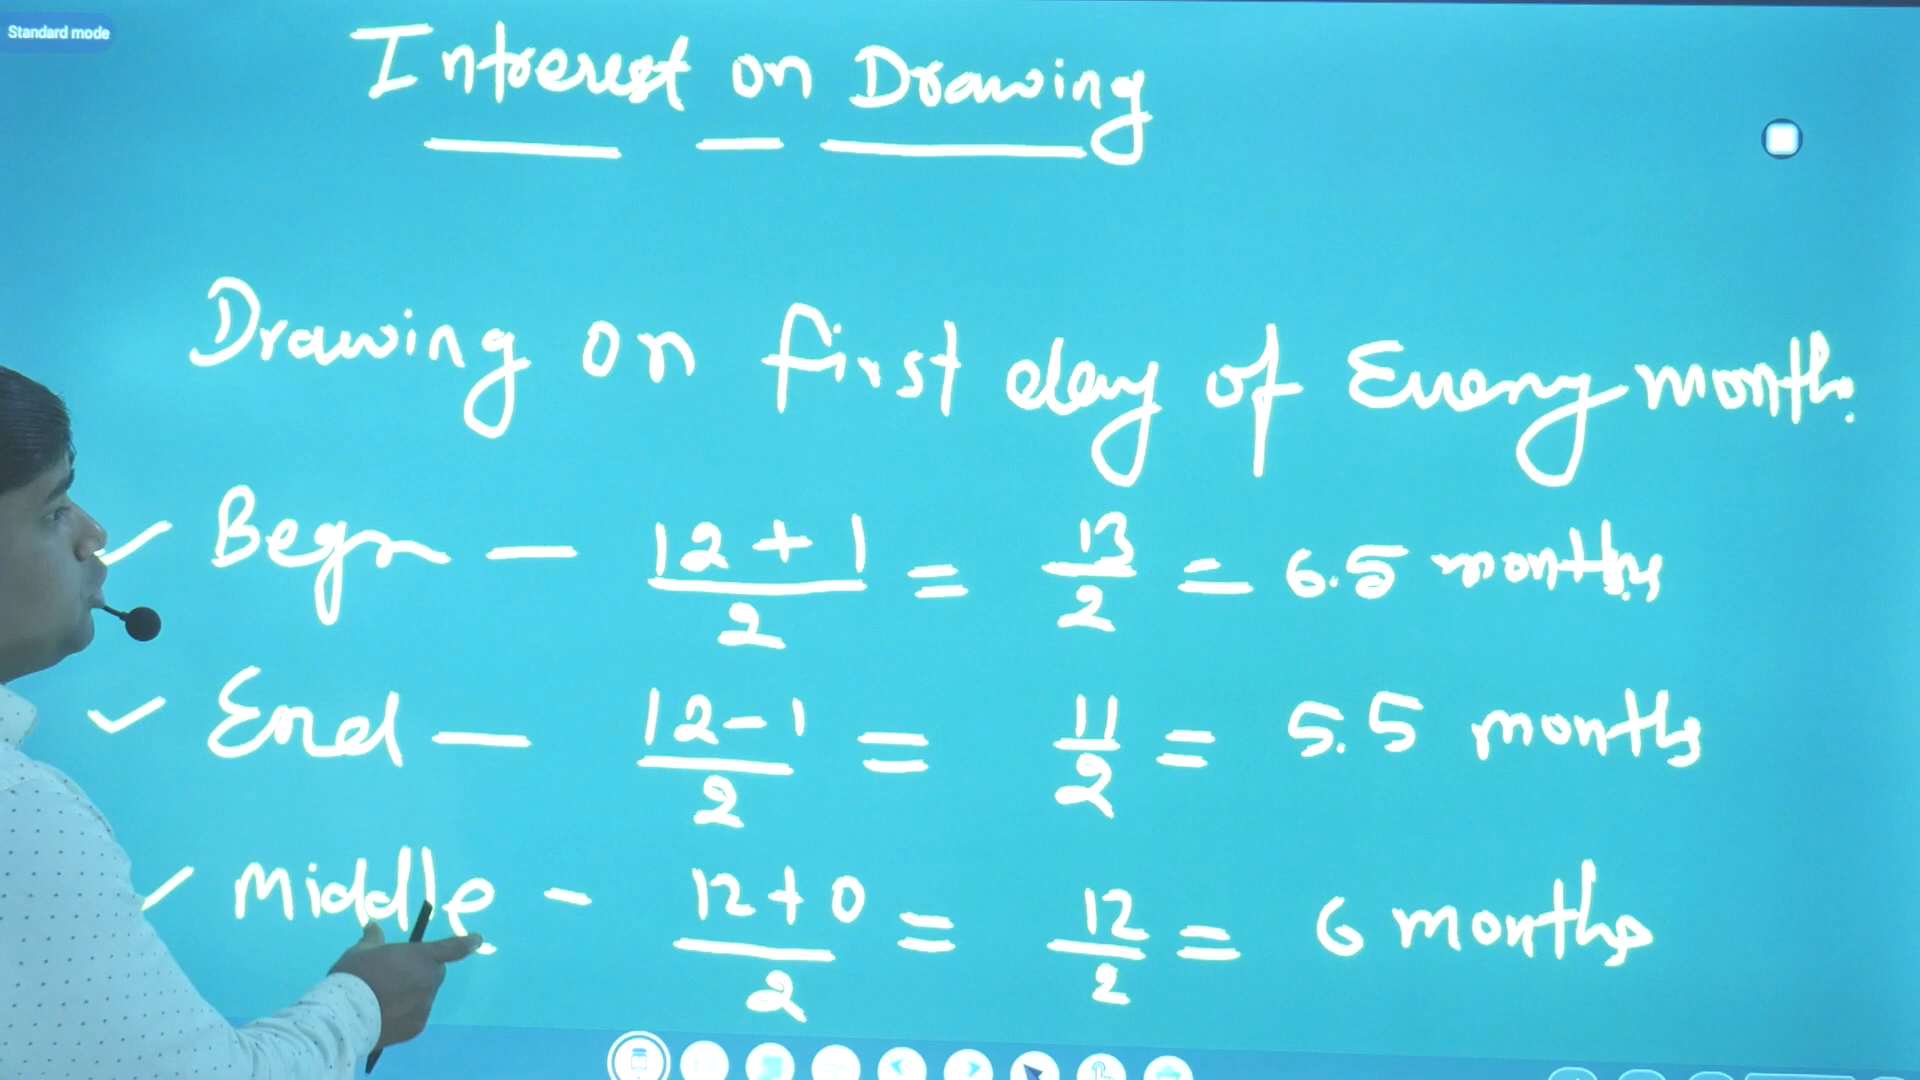 Standard mode
Interest on Drawing
Drawing on first day of Every month.
✓ Begn — 12 + 1 / 2 = 13 / 2 = 6.5 months
✓ End — 12 - 1 / 2 = 11 / 2 = 5.5 months
✓ Middle - 12 + 0 / 2 = 12 / 2 = 6 months